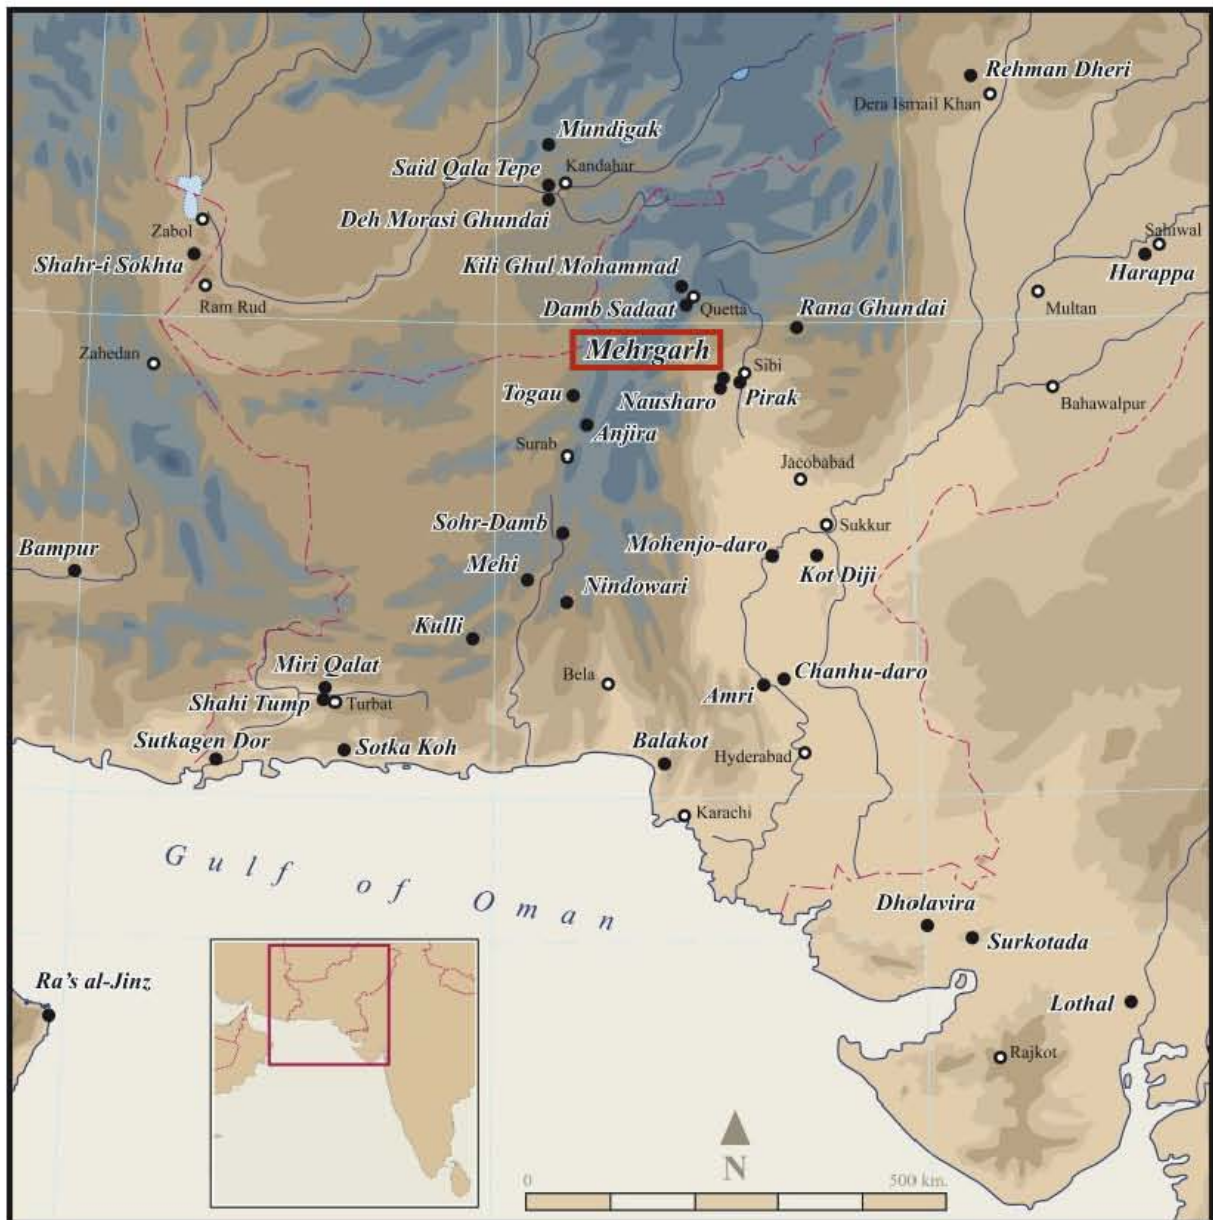 Rehman Dheri
Dera Ismail Khan
Mundigak
Said Qala Tepe
Kandahar
Deh Morasi Ghundai
Zabol
Sahiwal
Shahr-i Sokhta
Kili Ghul Mohammad
Harappa
Ram Rud
Damb Sadaat
Quetta
Rana Ghundai
Multan
Mehrgarh
Zahedan
Sibi
Togau
Nausharo
Pirak
Bahawalpur
Anjira
Surab
Jacobabad
Sohr-Damb
Sukkur
Bampur
Mohenjo-daro
Mehi
Kot Diji
Nindowari
Kulli
Miri Qalat
Bela
Chanhu-daro
Shahi Tump
Turbat
Amri
Sutkagen Dor
Sotka Koh
Balakot
Hyderabad
Karachi
Gulf of Oman
Dholavira
Surkotada
Ra's al-Jinz
Lothal
Rajkot
N
0
500 km.